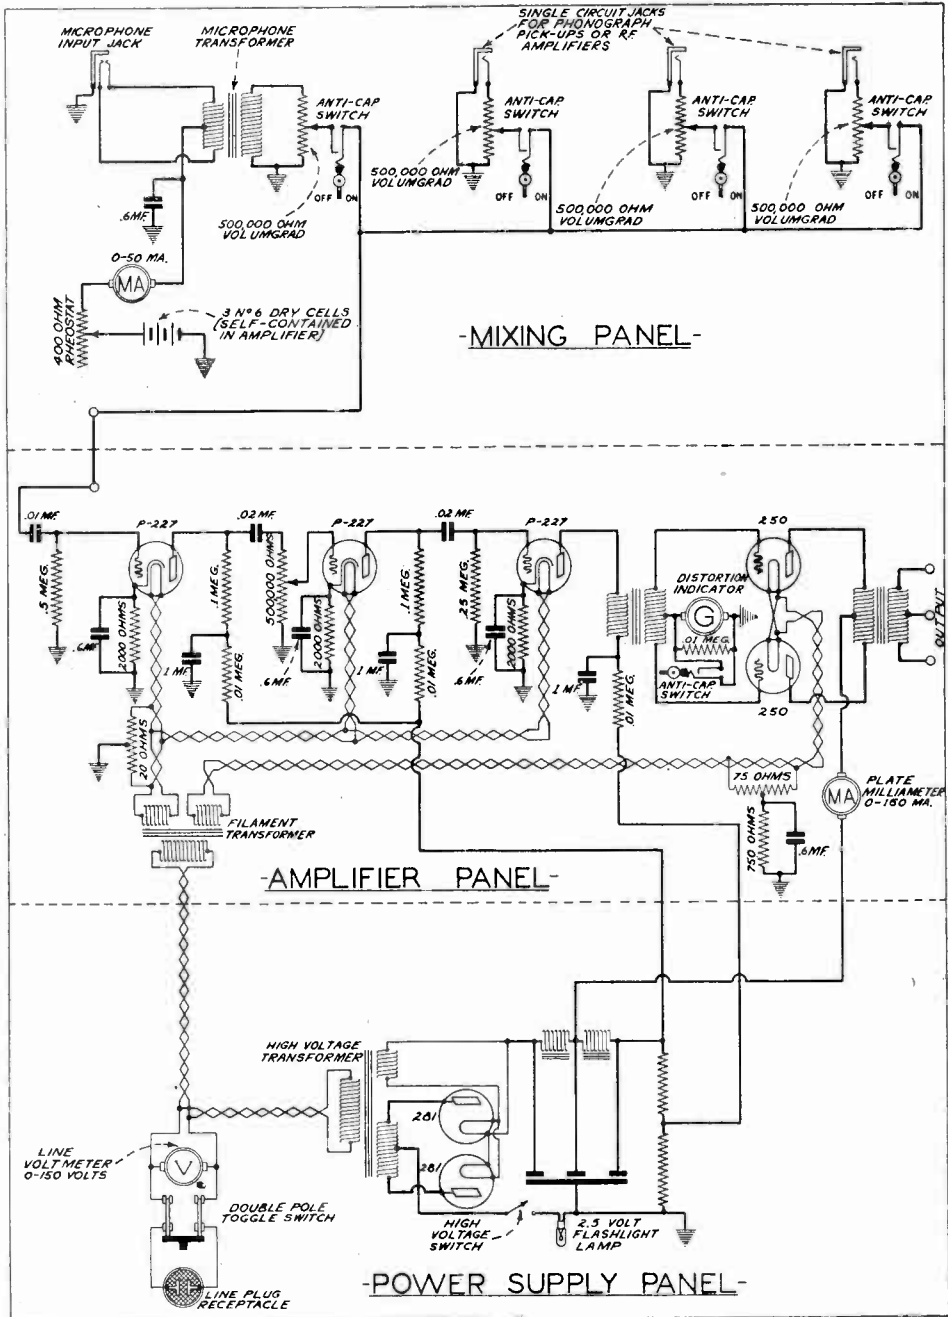 MICROPHONE
INPUT JACK
MICROPHONE
TRANSFORMER
SINGLE CIRCUIT JACKS
FOR PHONOGRAPH
PICK-UPS OR R.F.
AMPLIFIERS
ANTI-CAP.
SWITCH
ANTI-CAP.
SWITCH
ANTI-CAP.
SWITCH
ANTI-CAP.
SWITCH
OFF ON
OFF ON
OFF ON
OFF ON
500,000 OHM
VOLUMGRAD
500,000 OHM
VOLUMGRAD
500,000 OHM
VOLUMGRAD
500,000 OHM
VOLUMGRAD
.6MF.
0-50 MA.
MA
400 OHM
RHEOSTAT
3 Nº6 DRY CELLS
(SELF-CONTAINED
IN AMPLIFIER)
-MIXING PANEL-
.01 MF.
P-227
.02 MF.
P-227
.02 MF.
P-227
250
.5 MEG.
.6MF.
2000 OHMS
.1 MEG.
1 MF.
.01 MEG.
500000 OHMS
.6 MF.
2000 OHMS
1 MF.
.1 MEG.
.01 MEG.
.25 MEG.
.6MF.
2000 OHMS
1 MF.
.01 MEG.
DISTORTION
INDICATOR
G
.01 MEG.
ANTI-CAP.
SWITCH
250
OUTPUT
20 OHMS
75 OHMS
750 OHMS
.6MF.
MA
PLATE
MILLIAMETER
0-150 MA.
FILAMENT
TRANSFORMER
-AMPLIFIER PANEL-
HIGH VOLTAGE
TRANSFORMER
281
281
LINE
VOLTMETER
0-150 VOLTS
V
DOUBLE POLE
TOGGLE SWITCH
LINE PLUG
RECEPTACLE
HIGH
VOLTAGE
SWITCH
2.5 VOLT
FLASHLIGHT
LAMP
-POWER SUPPLY PANEL-